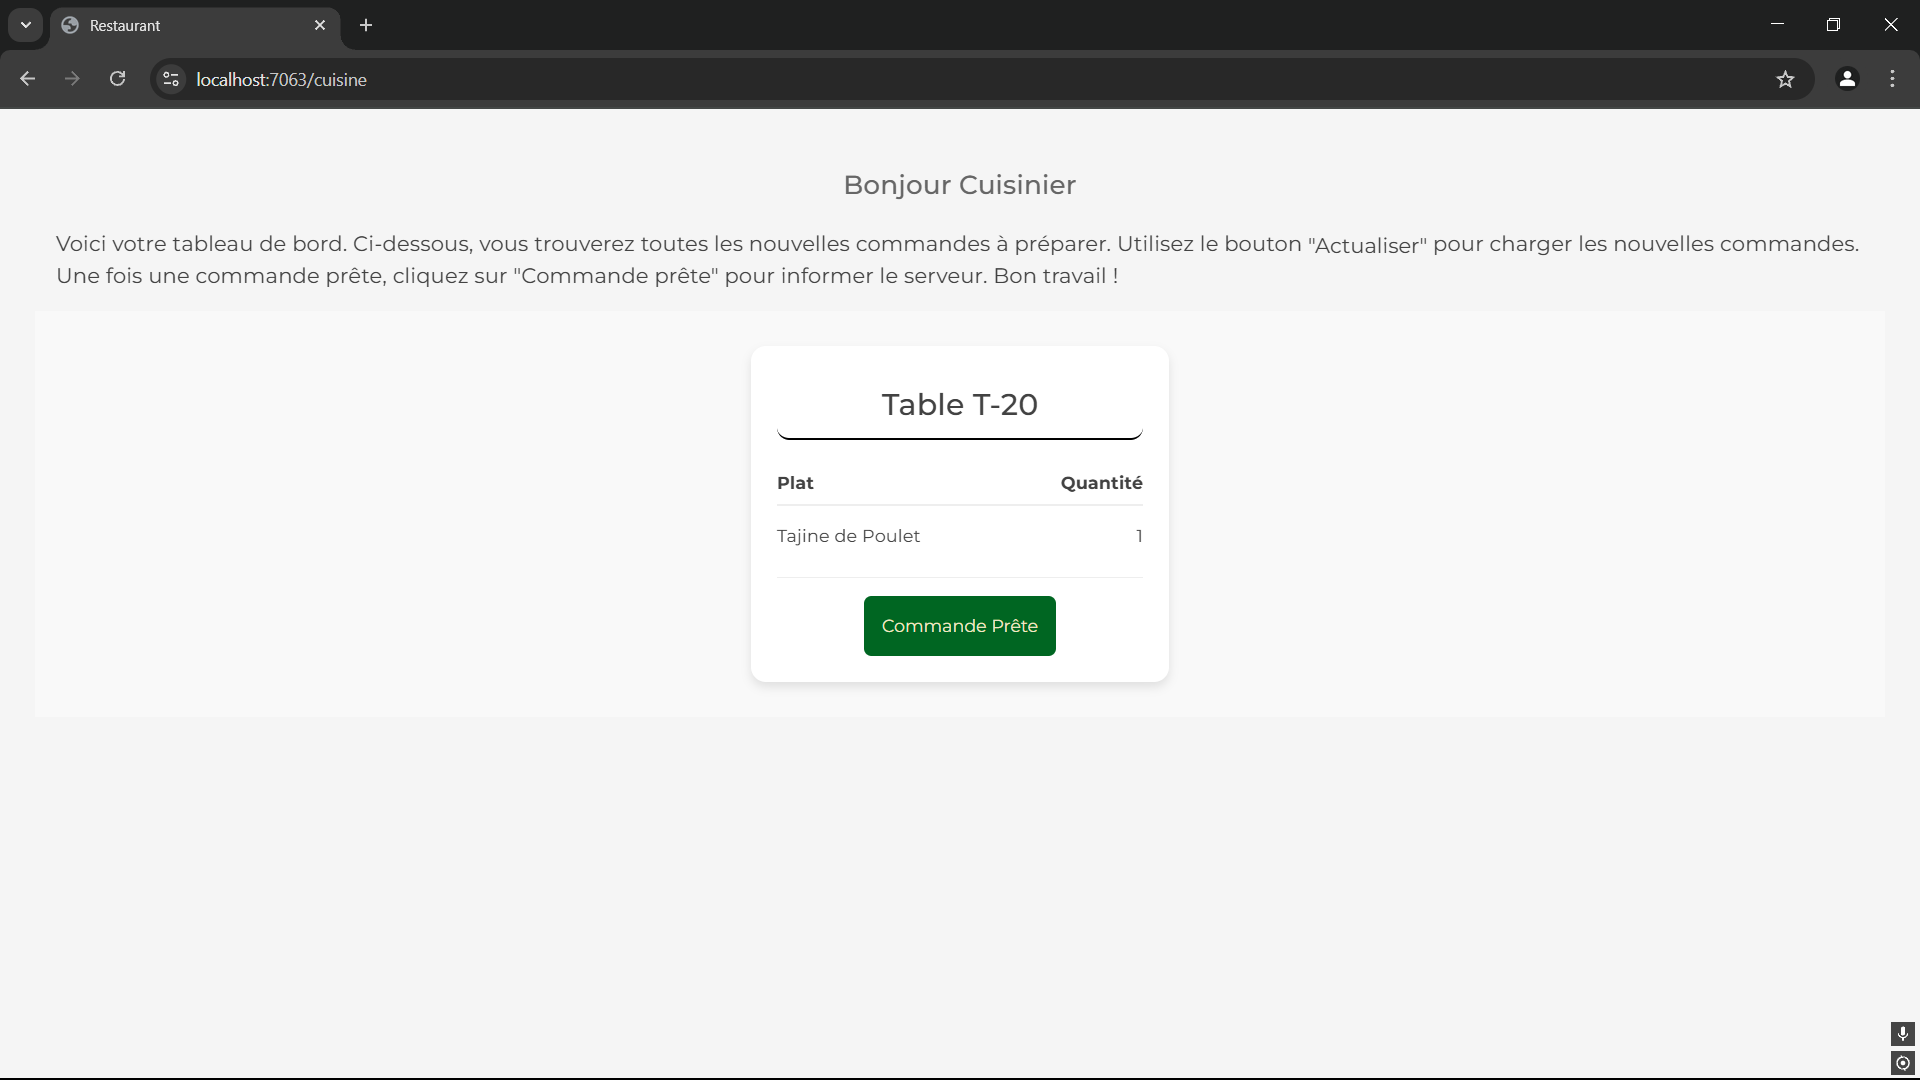 Restaurant
localhost:7063/cuisine
Bonjour Cuisinier
Voici votre tableau de bord. Ci-dessous, vous trouverez toutes les nouvelles commandes à préparer. Utilisez le bouton "Actualiser" pour charger les nouvelles commandes.
Une fois une commande prête, cliquez sur "Commande prête" pour informer le serveur. Bon travail !
Table T-20
Plat Quantité
Tajine de Poulet 1
Commande Prête